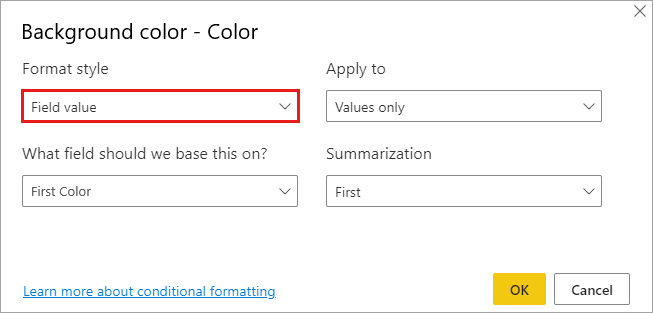 Background color - Color
Format style
Apply to
Field value
Values only
What field should we base this on?
Summarization
First Color
First
Learn more about conditional formatting
OK
Cancel